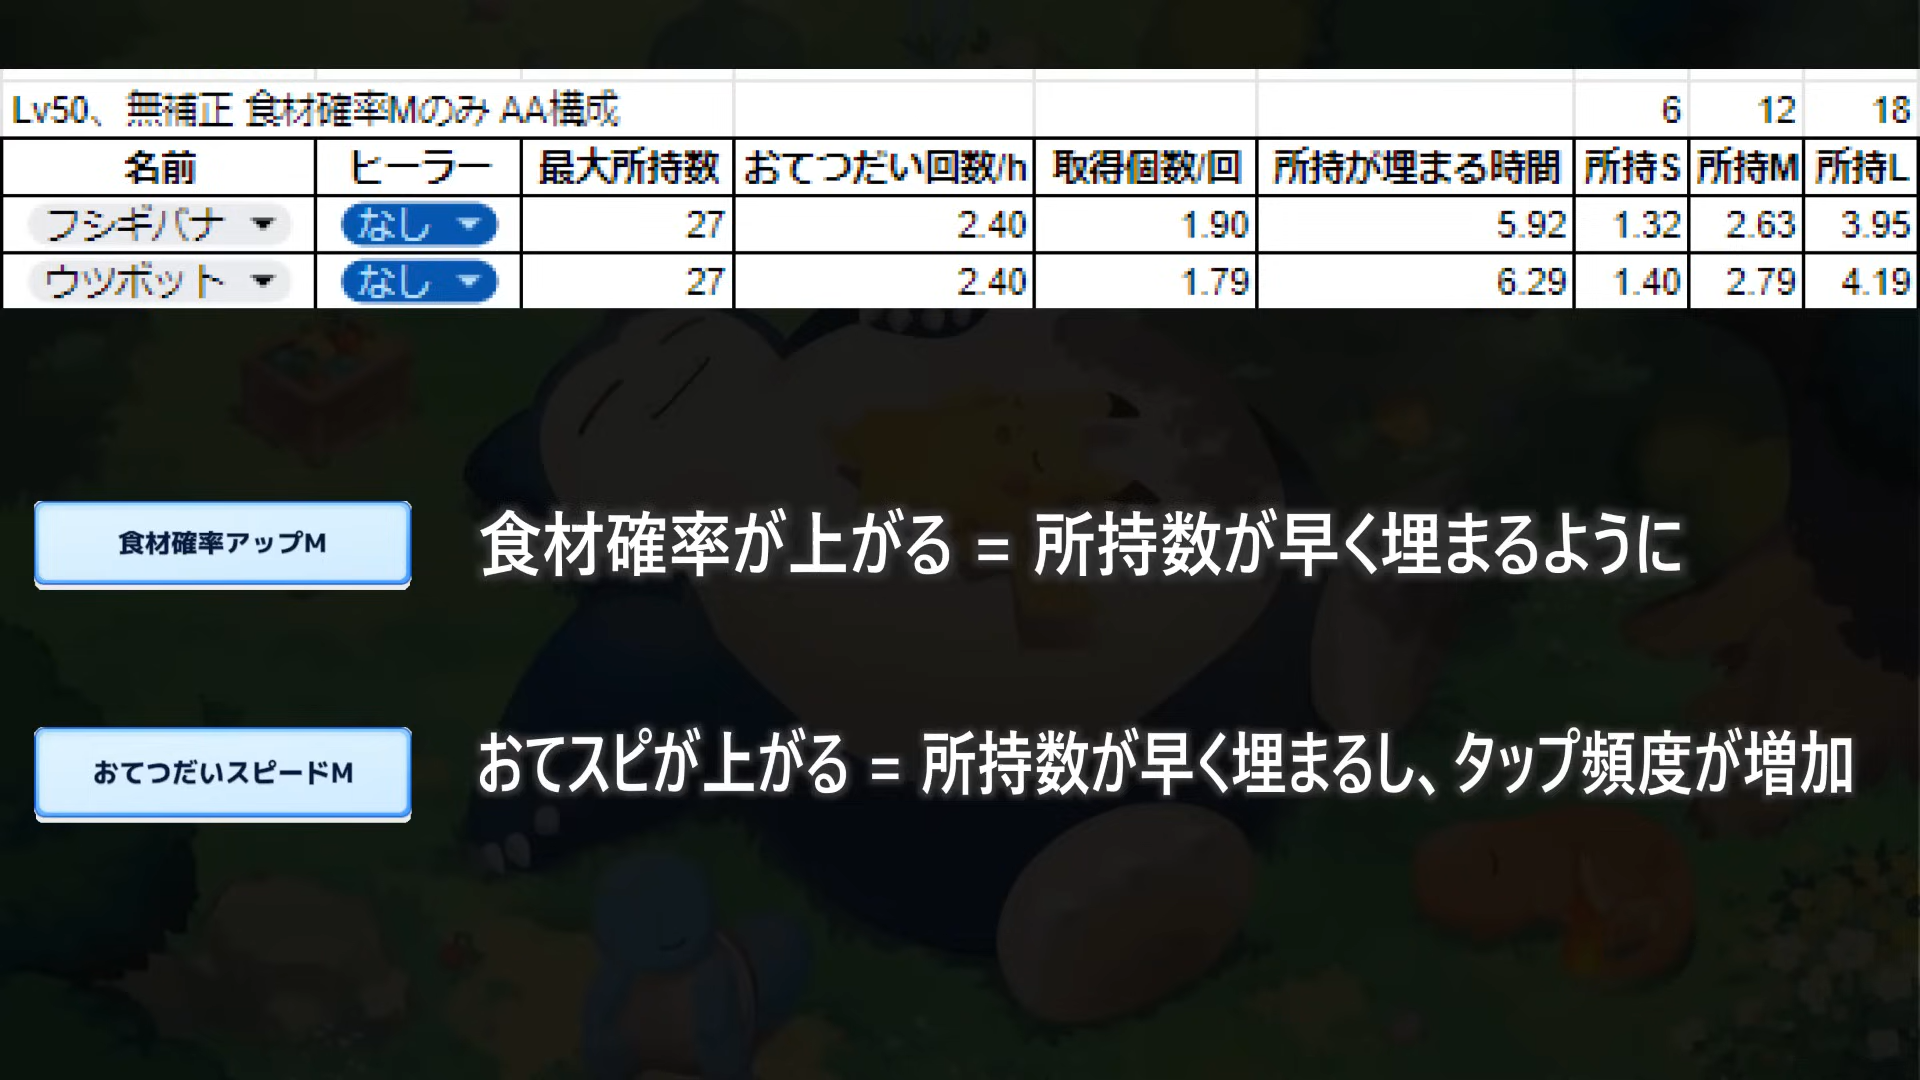 Lv50、無補正 食材確率Mのみ AA構成 6 12 18
名前 ヒーラー 最大所持数 おてつだい回数/h 取得個数/回 所持が埋まる時間 所持S 所持M 所持L
フシギバナ なし 27 2.40 1.90 5.92 1.32 2.63 3.95
ウツボット なし 27 2.40 1.79 6.29 1.40 2.79 4.19
食材確率アップM 食材確率が上がる = 所持数が早く埋まるように
おてつだいスピードM おてスピが上がる = 所持数が早く埋まるし、タップ頻度が増加